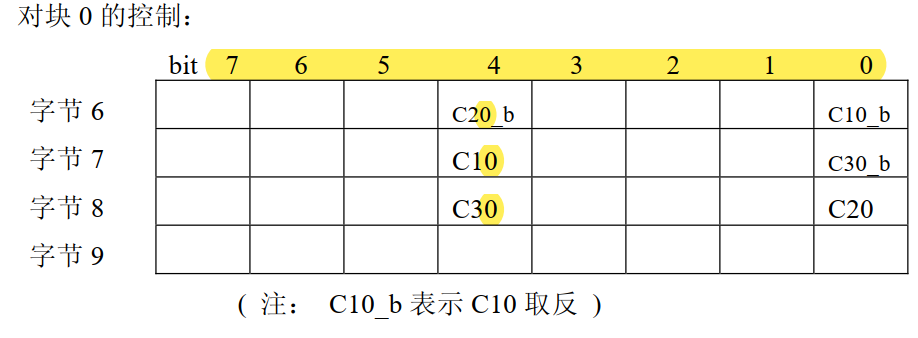 对块 0 的控制：
bit 7 6 5 4 3 2 1 0
字节 6 C20_b C10_b
字节 7 C10 C30_b
字节 8 C30 C20
字节 9
( 注： C10_b 表示 C10 取反 )